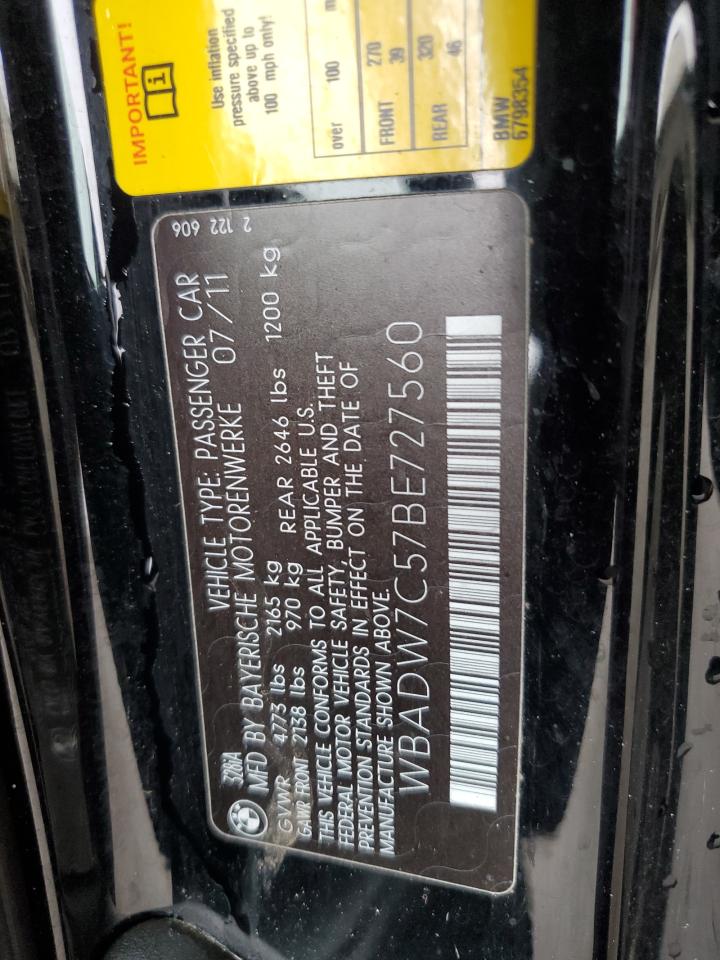 IMPORTANT!
Use inflation
pressure specified
above up to
100 mph only!
over 100 m
FRONT 270
39
REAR 320
46
BMW
6798354
2 122 606
328iA
VEHICLE TYPE: PASSENGER CAR
MFD BY BAYERISCHE MOTORENWERKE 07/11
GVWR 4773 lbs 2165 kg
GAWR FRONT 2138 lbs 970 kg REAR 2646 lbs 1200 kg
THIS VEHICLE CONFORMS TO ALL APPLICABLE U.S.
FEDERAL MOTOR VEHICLE SAFETY, BUMPER AND THEFT
PREVENTION STANDARDS IN EFFECT ON THE DATE OF
MANUFACTURE SHOWN ABOVE.
WBADW7C57BE727560